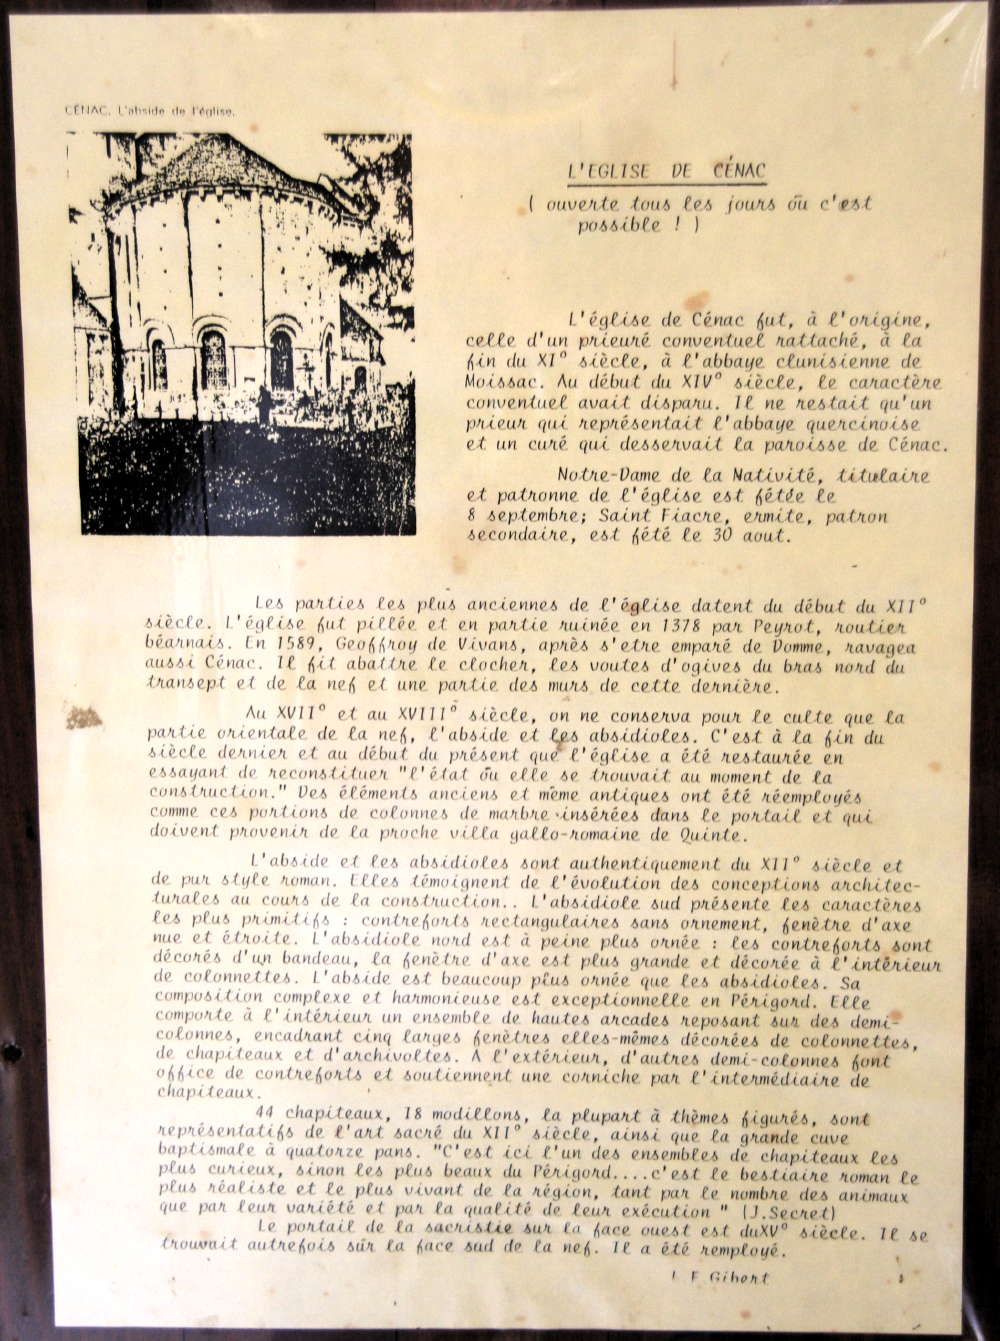 CÉNAC. L'abside de l'église.
L'EGLISE DE CÉNAC
( ouverte tous les jours où c'est
possible ! )
L'église de Cénac fut, à l'origine,
celle d'un prieuré conventuel rattaché, à la
fin du XI° siècle, à l'abbaye clunisienne de
Moissac. Au début du XIV° siècle, le caractère
conventuel avait disparu. Il ne restait qu'un
prieur qui représentait l'abbaye quercinoise
et un curé qui desservait la paroisse de Cénac.
Notre-Dame de la Nativité, titulaire
et patronne de l'église est fétée le
8 septembre; Saint Fiacre, ermite, patron
secondaire, est fété le 30 aout.
Les parties les plus anciennes de l'église datent du début du XII°
siècle. L'église fut pillée et en partie ruinée en 1378 par Peyrot, routier
béarnais. En 1589, Geoffroy de Vivans, après s'etre emparé de Domme, ravagea
aussi Cénac. Il fit abattre le clocher, les voutes d'ogives du bras nord du
transept et de la nef et une partie des murs de cette dernière.
Au XVII° et au XVIII° siècle, on ne conserva pour le culte que la
partie orientale de la nef, l'abside et les absidioles. C'est à la fin du
siècle dernier et au début du présent que l'église a été restaurée en
essayant de reconstituer "l'état où elle se trouvait au moment de la
construction." Des éléments anciens et même antiques ont été réemployés
comme ces portions de colonnes de marbre insérées dans le portail et qui
doivent provenir de la proche villa gallo-romaine de Quinte.
L'abside et les absidioles sont authentiquement du XII° siècle et
de pur style roman. Elles témoignent de l'évolution des conceptions architec-
turales au cours de la construction.. L'absidiole sud présente les caractères
les plus primitifs : contreforts rectangulaires sans ornement, fenètre d'axe
nue et étroite. L'absidiole nord est à peine plus ornée : les contreforts sont
décorés d'un bandeau, la fenètre d'axe est plus grande et décorée à l'intérieur
de colonnettes. L'abside est beaucoup plus ornée que les absidioles. Sa
composition complexe et harmonieuse est exceptionnelle en Périgord. Elle
comporte à l'intérieur un ensemble de hautes arcades reposant sur des demi-
colonnes, encadrant cinq larges fenètres elles-mêmes décorées de colonnettes,
de chapiteaux et d'archivoltes. A l'extérieur, d'autres demi-colonnes font
office de contreforts et soutiennent une corniche par l'intermédiaire de
chapiteaux.
44 chapiteaux, 18 modillons, la plupart à thèmes figurés, sont
représentatifs de l'art sacré du XII° siècle, ainsi que la grande cuve
baptismale à quatorze pans. "C'est ici l'un des ensembles de chapiteaux les
plus curieux, sinon les plus beaux du Périgord....c'est le bestiaire roman le
plus réaliste et le plus vivant de la région, tant par le nombre des animaux
que par leur variété et par la qualité de leur exécution " (J.Secret)
Le portail de la sacristie sur la face ouest est duXV° siècle. Il se
trouvait autrefois sur la face sud de la nef. Il a été remployé.